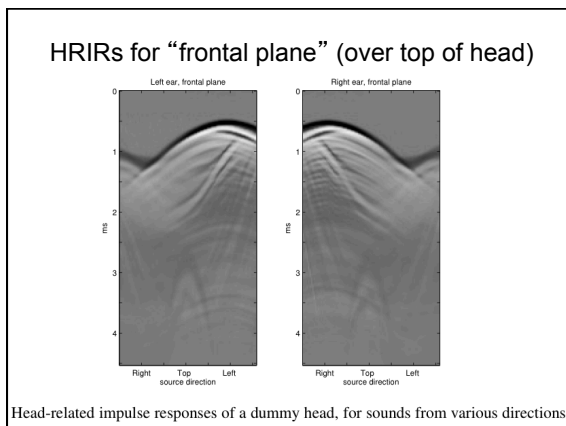 HRIRs for “frontal plane” (over top of head)
Left ear, frontal plane
0
1
2
3
4
ms
Right Top Left
source direction
Right ear, frontal plane
0
1
2
3
4
ms
Right Top Left
source direction
Head-related impulse responses of a dummy head, for sounds from various directions